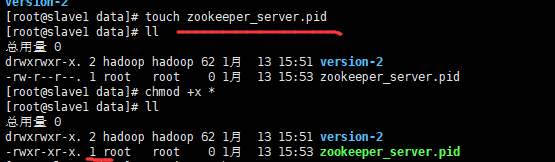 version-2
[root@slave1 data]# touch zookeeper_server.pid
[root@slave1 data]# ll
总用量 0
drwxrwxr-x. 2 hadoop hadoop 62 1月  13 15:51 version-2
-rw-r--r--. 1 root   root    0 1月  13 15:53 zookeeper_server.pid
[root@slave1 data]# chmod +x *
[root@slave1 data]# ll
总用量 0
drwxrwxr-x. 2 hadoop hadoop 62 1月  13 15:51 version-2
-rwxr-xr-x. 1 root   root    0 1月  13 15:53 zookeeper_server.pid